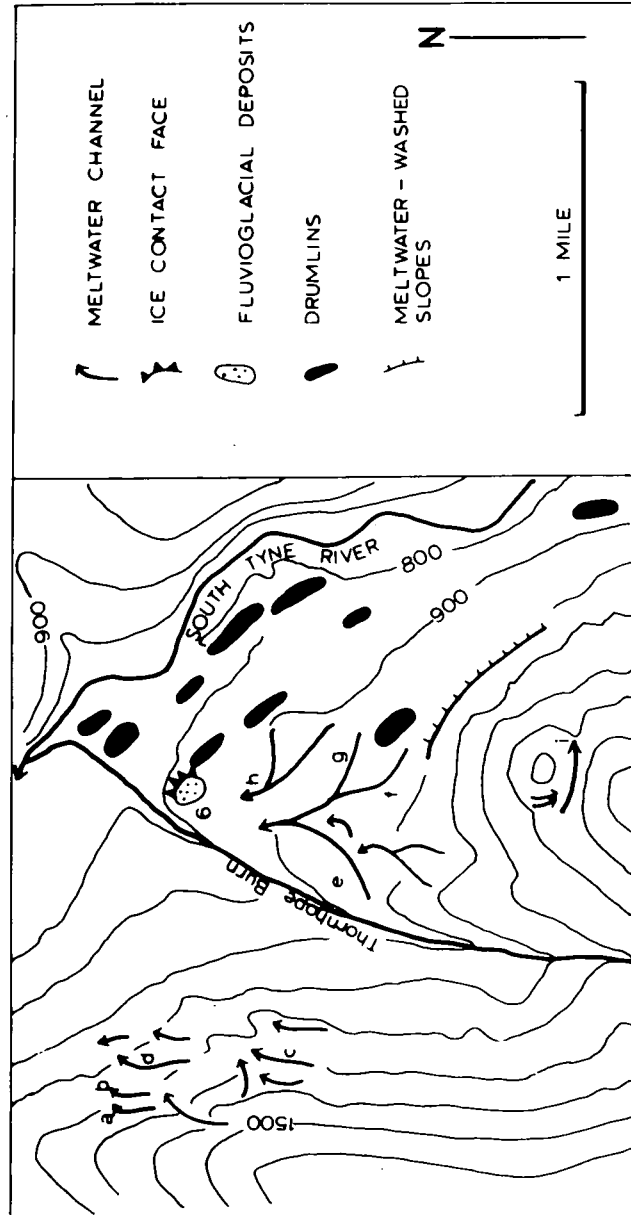 MELTWATER CHANNEL
ICE CONTACT FACE
FLUVIOGLACIAL DEPOSITS
DRUMLINS
MELTWATER-WASHED
SLOPES
N
1 MILE
900
SOUTH TYNE RIVER
800
900
Thornhope Burn
1500
a
b
c
d
e
f
g
h
i